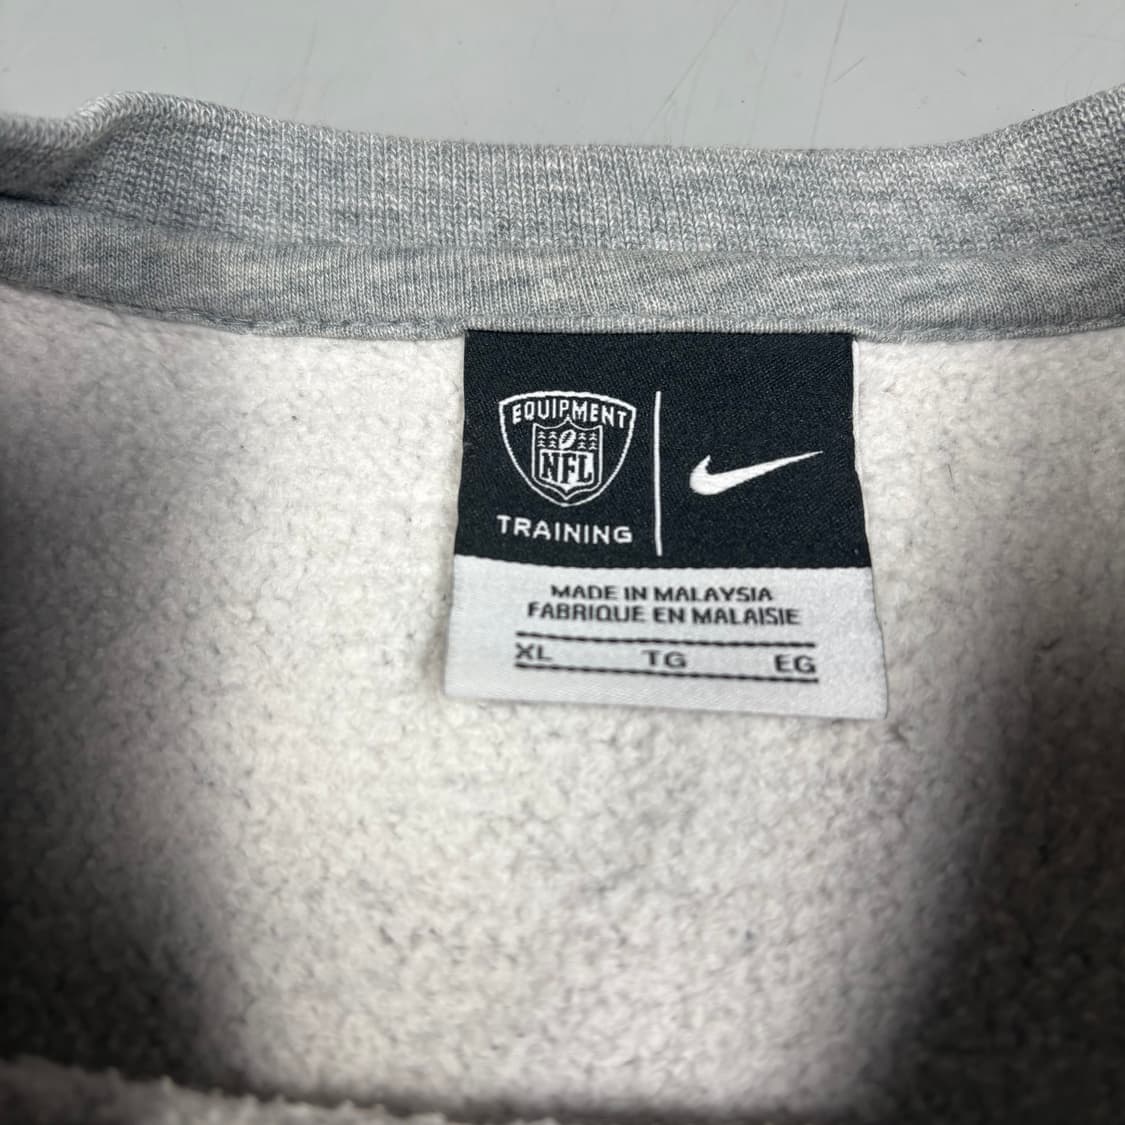 EQUIPMENT
NFL
TRAINING
MADE IN MALAYSIA
FABRIQUE EN MALAISIE
XL TG EG